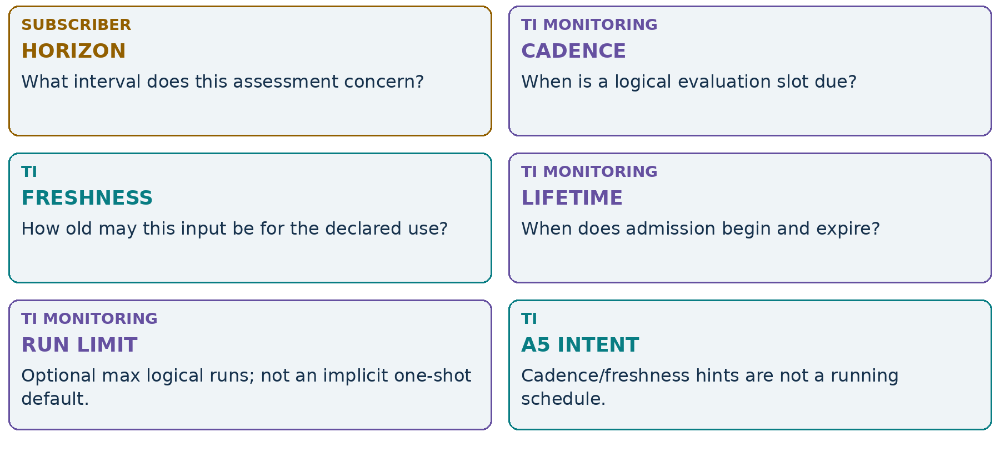 SUBSCRIBER
HORIZON
What interval does this assessment concern?
TI MONITORING
CADENCE
When is a logical evaluation slot due?
TI
FRESHNESS
How old may this input be for the declared use?
TI MONITORING
LIFETIME
When does admission begin and expire?
TI MONITORING
RUN LIMIT
Optional max logical runs; not an implicit one-shot
default.
TI
A5 INTENT
Cadence/freshness hints are not a running
schedule.